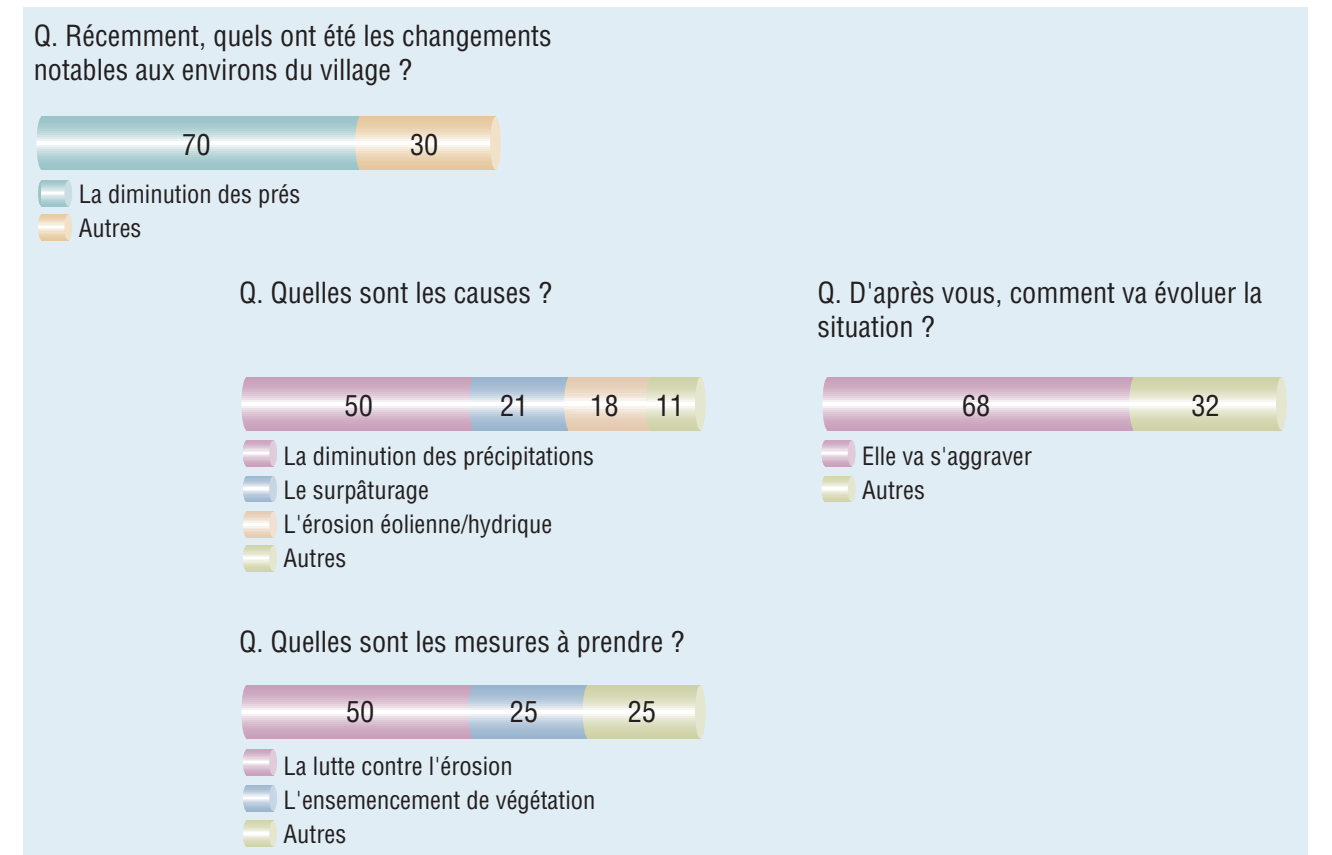 Q. Récemment, quels ont été les changements
notables aux environs du village ?
70 30
La diminution des prés
Autres
Q. Quelles sont les causes ?
50 21 18 11
La diminution des précipitations
Le surpâturage
L'érosion éolienne/hydrique
Autres
Q. D'après vous, comment va évoluer la
situation ?
68 32
Elle va s'aggraver
Autres
Q. Quelles sont les mesures à prendre ?
50 25 25
La lutte contre l'érosion
L'ensemencement de végétation
Autres